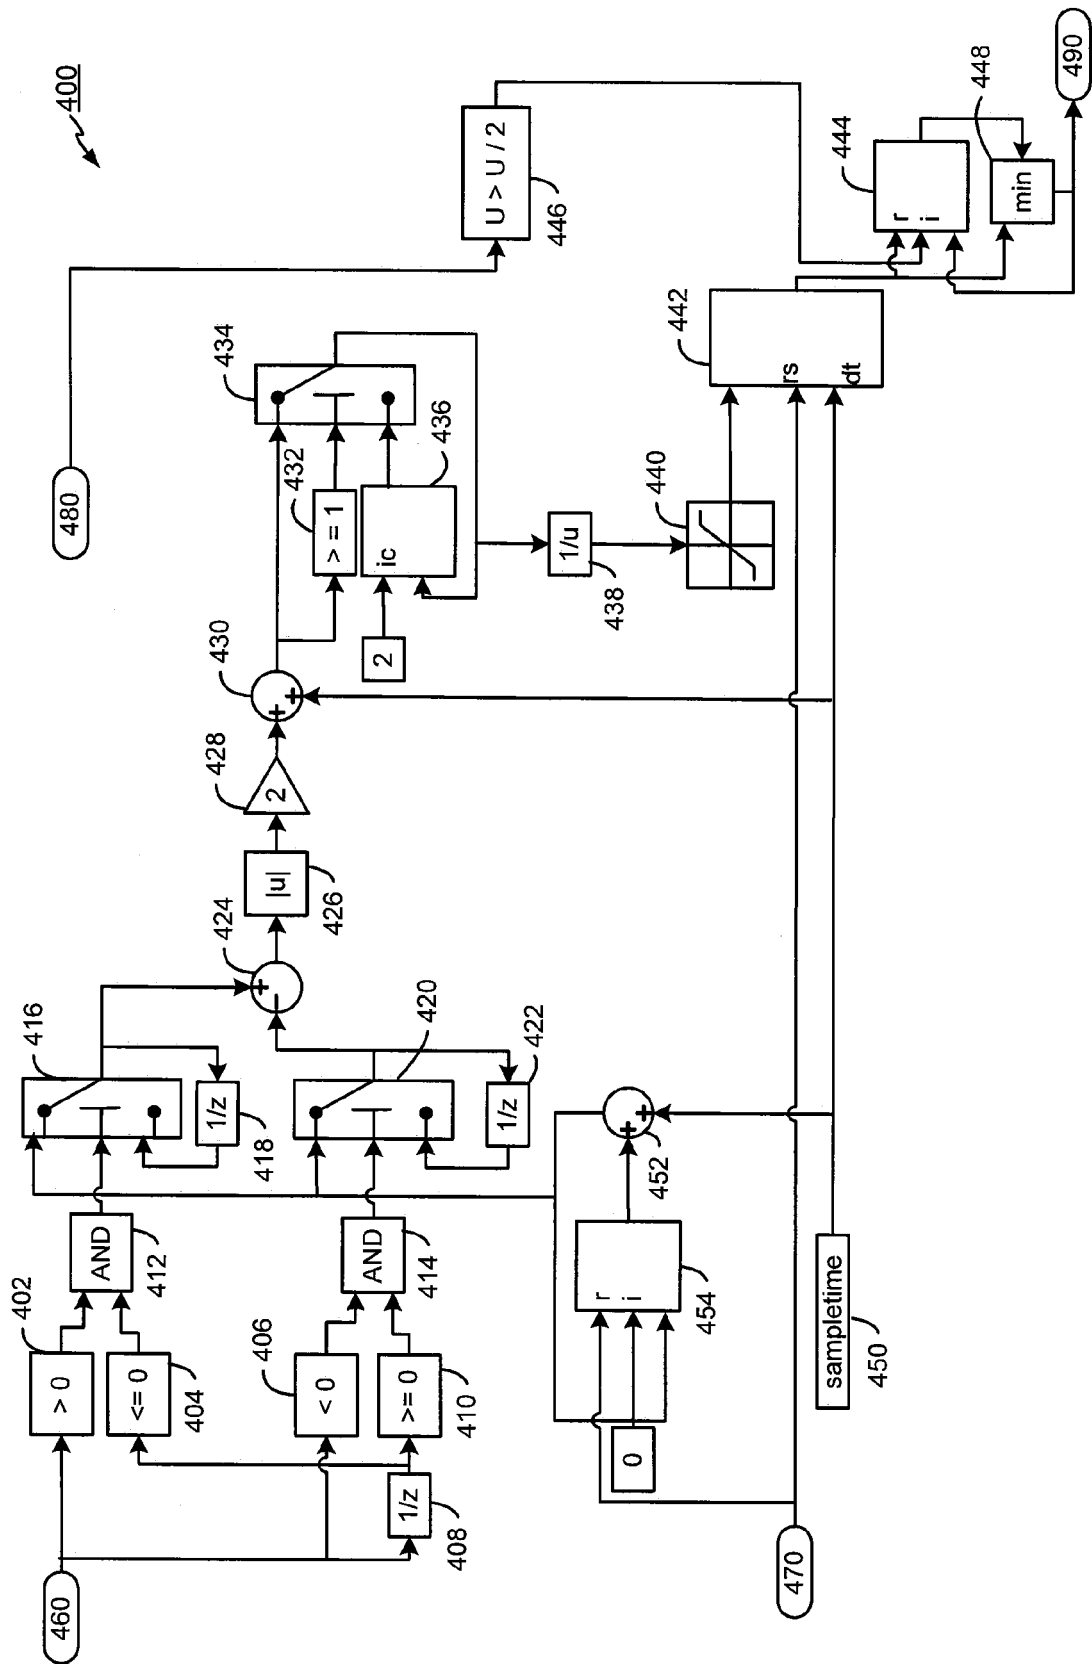 400
460
> 0
402
<= 0
404
AND
412
416
1/z
418
< 0
406
>= 0
410
1/z
408
AND
414
420
1/z
422
+
−
424
|u|
426
2
428
+
+
430
>= 1
432
434
2
ic
436
1/u
438
440
480
U > U / 2
446
0
r
i
454
+
+
452
470
sampletime
450
rs
dt
442
r
i
444
min
448
490